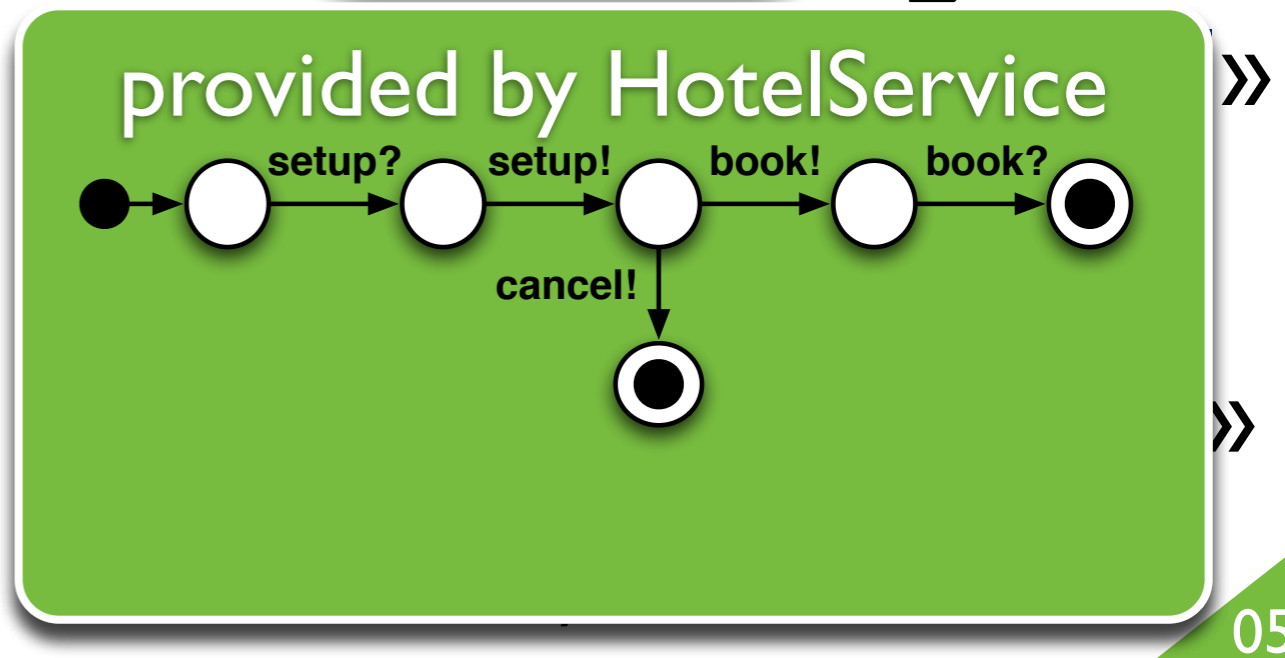 provided by HotelService
»
setup? setup! book! book?
cancel!
»
05